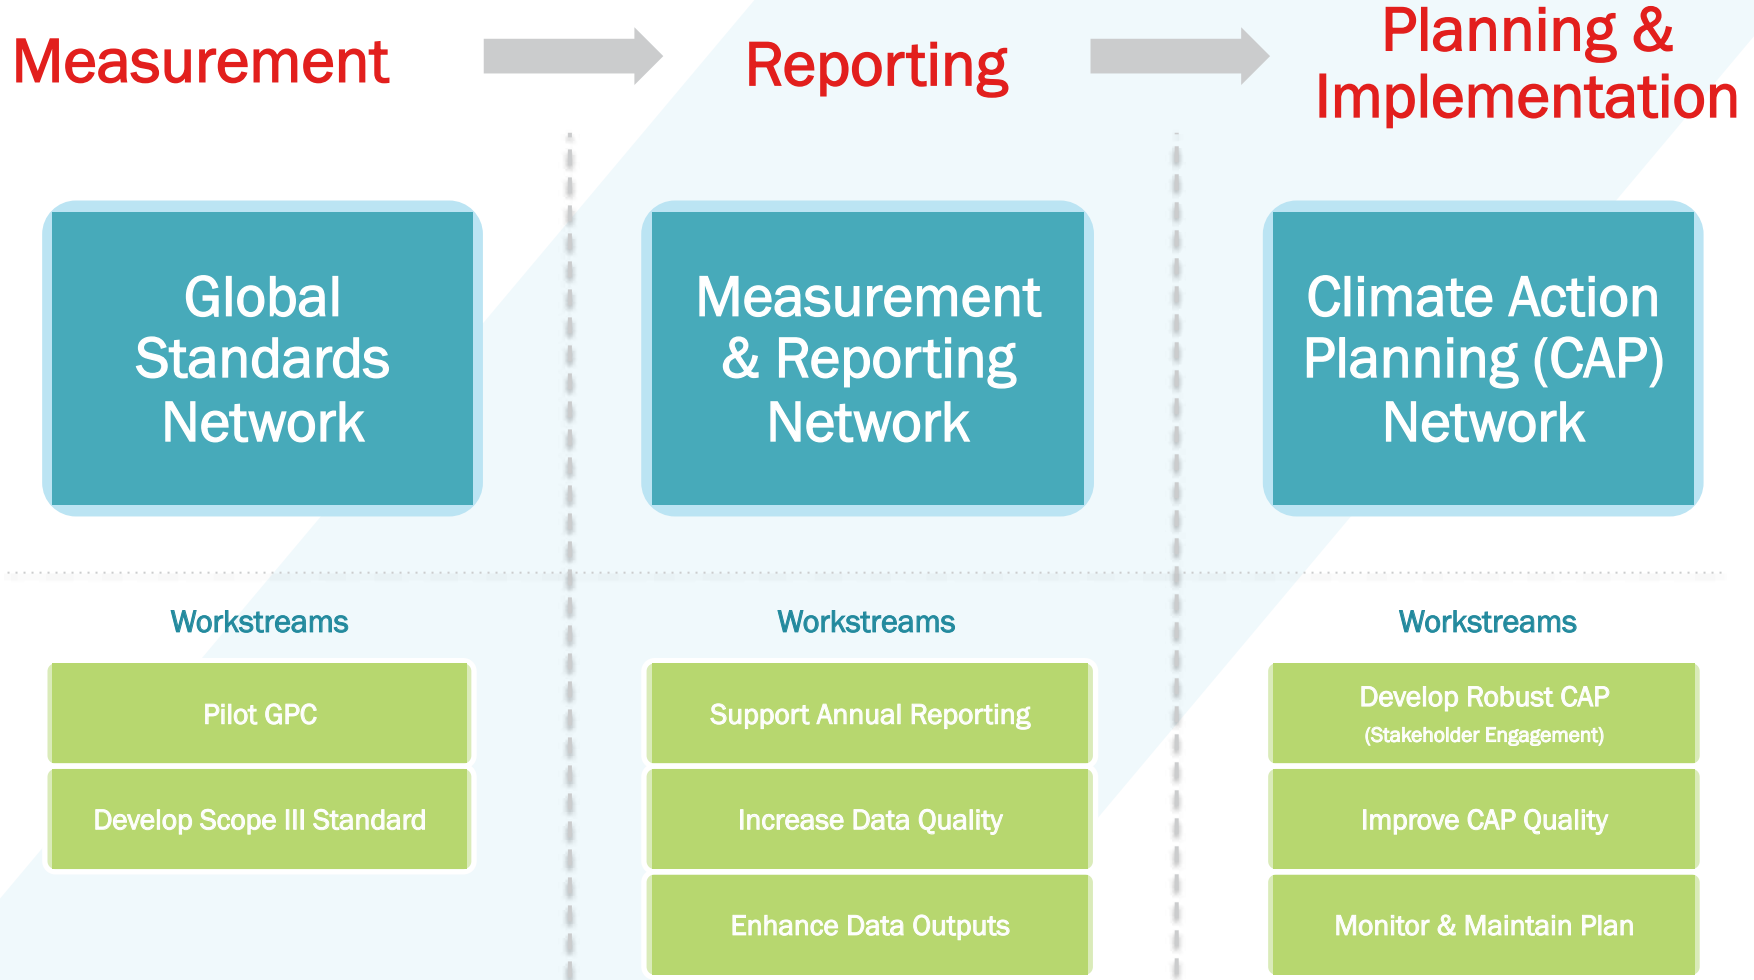 Measurement
Reporting
Planning &
Implementation
Global
Standards
Network
Measurement
& Reporting
Network
Climate Action
Planning (CAP)
Network
Workstreams
Pilot GPC
Develop Scope III Standard
Workstreams
Support Annual Reporting
Increase Data Quality
Enhance Data Outputs
Workstreams
Develop Robust CAP
(Stakeholder Engagement)
Improve CAP Quality
Monitor & Maintain Plan